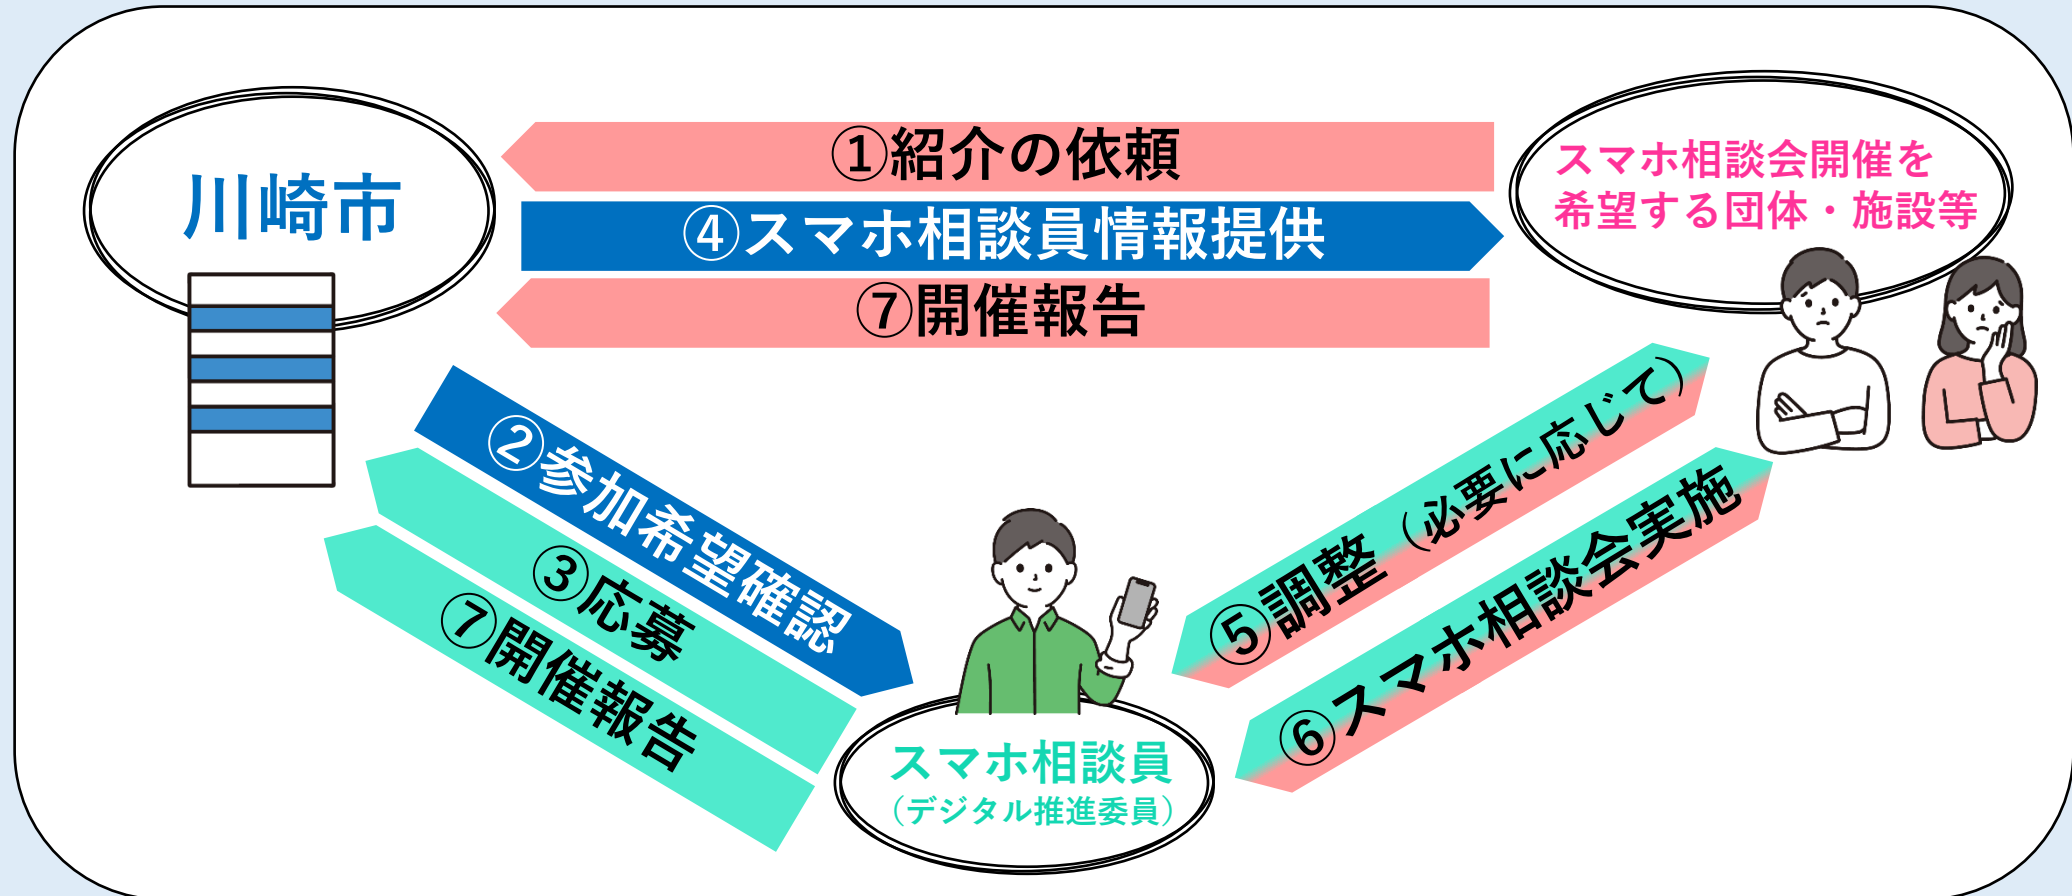 川崎市
①紹介の依頼
④スマホ相談員情報提供
⑦開催報告
スマホ相談会開催を
希望する団体・施設等
②参加希望確認
③応募
⑦開催報告
⑤調整（必要に応じて）
⑥スマホ相談会実施
スマホ相談員
（デジタル推進委員）